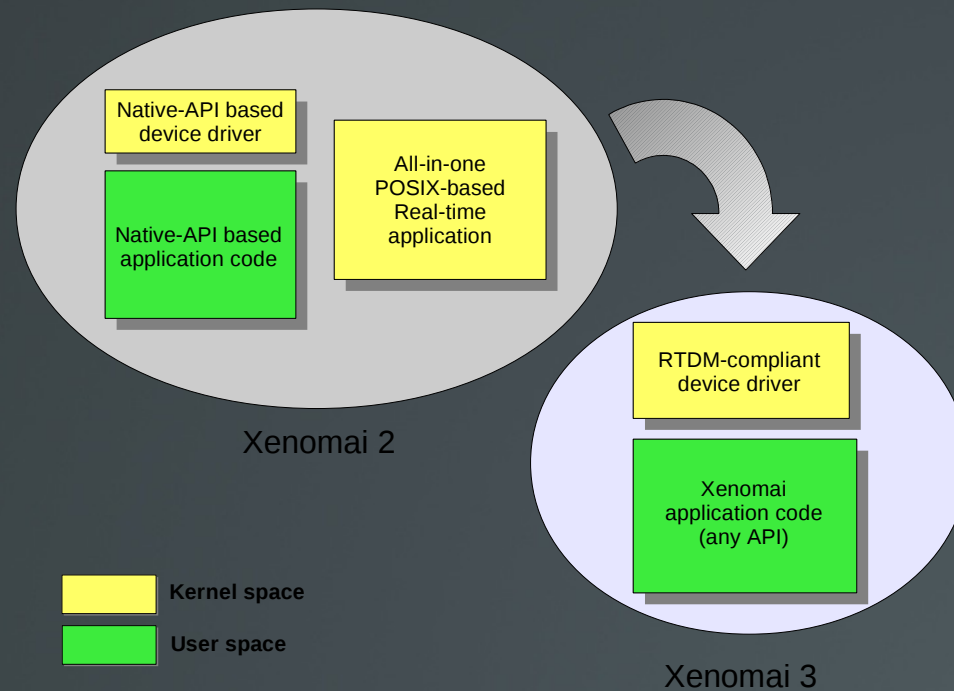 Native-API based
device driver
Native-API based
application code
All-in-one
POSIX-based
Real-time
application
Xenomai 2
RTDM-compliant
device driver
Xenomai
application code
(any API)
Xenomai 3
Kernel space
User space